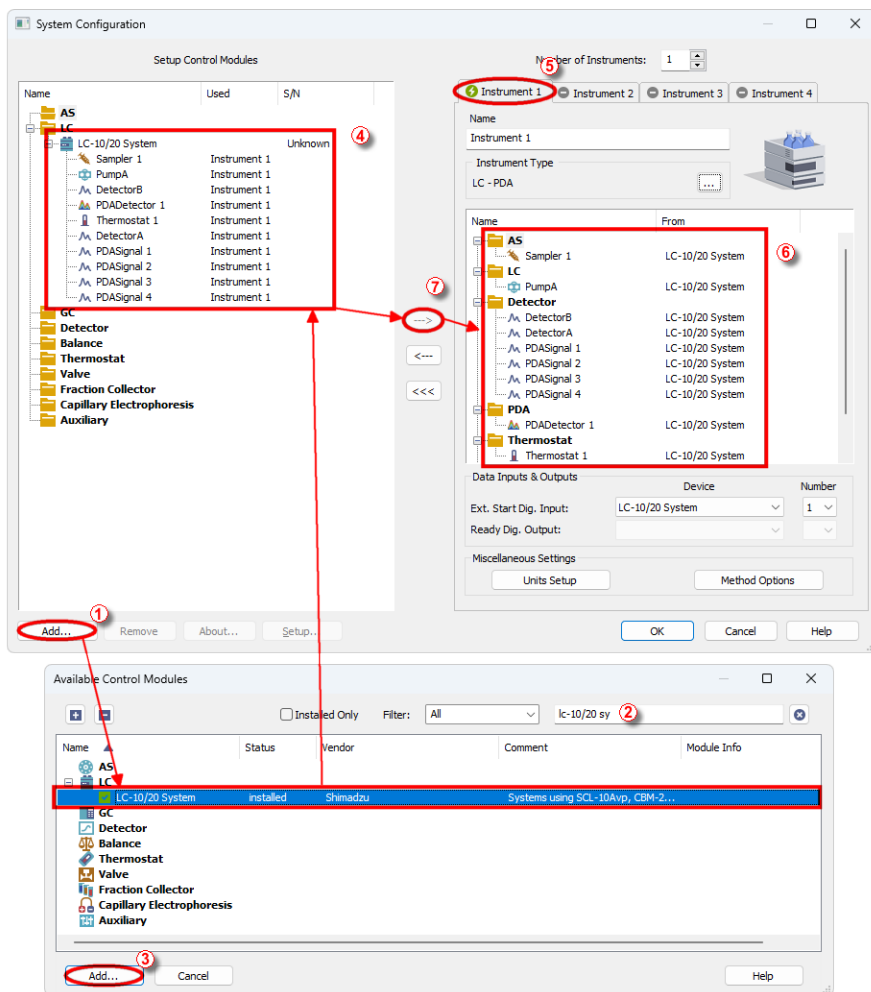 System Configuration
Setup Control Modules
Number of Instruments: 1
Name Used S/N
AS
LC
LC-10/20 System Unknown
Sampler 1 Instrument 1
PumpA Instrument 1
DetectorB Instrument 1
PDADetector 1 Instrument 1
Thermostat 1 Instrument 1
DetectorA Instrument 1
PDASignal 1 Instrument 1
PDASignal 2 Instrument 1
PDASignal 3 Instrument 1
PDASignal 4 Instrument 1
GC
Detector
Balance
Thermostat
Valve
Fraction Collector
Capillary Electrophoresis
Auxiliary
4
7
--->
<---
<<<
5
Instrument 1 Instrument 2 Instrument 3 Instrument 4
Name
Instrument 1
Instrument Type
LC - PDA ...
Name From
AS
Sampler 1 LC-10/20 System
LC
PumpA LC-10/20 System
Detector
DetectorB LC-10/20 System
DetectorA LC-10/20 System
PDASignal 1 LC-10/20 System
PDASignal 2 LC-10/20 System
PDASignal 3 LC-10/20 System
PDASignal 4 LC-10/20 System
PDA
PDADetector 1 LC-10/20 System
Thermostat
Thermostat 1 LC-10/20 System
6
Data Inputs & Outputs
Device Number
Ext. Start Dig. Input: LC-10/20 System 1
Ready Dig. Output:
Miscellaneous Settings
Units Setup Method Options
1
Add... Remove About... Setup... OK Cancel Help
Available Control Modules
Installed Only Filter: All lc-10/20 sy 2
Name Status Vendor Comment Module Info
AS
LC
LC-10/20 System installed Shimadzu Systems using SCL-10Avp, CBM-2...
GC
Detector
Balance
Thermostat
Valve
Fraction Collector
Capillary Electrophoresis
Auxiliary
3
Add... Cancel Help